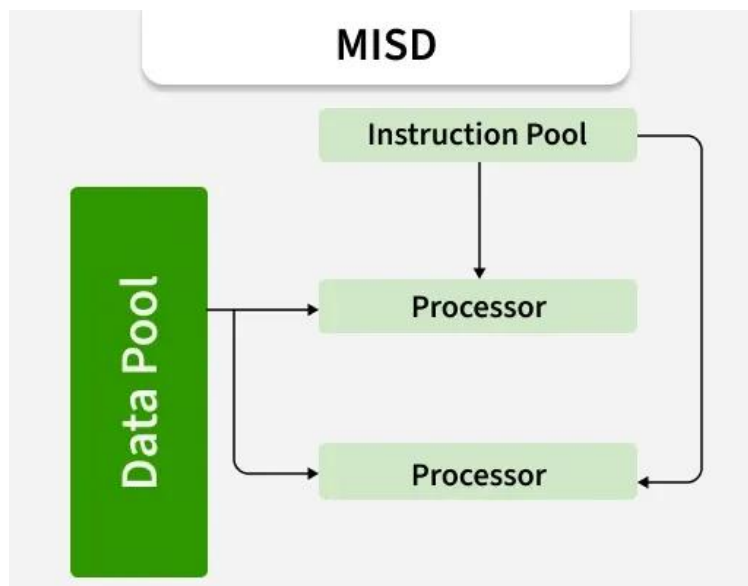 MISD
Instruction Pool
Data Pool
Processor
Processor